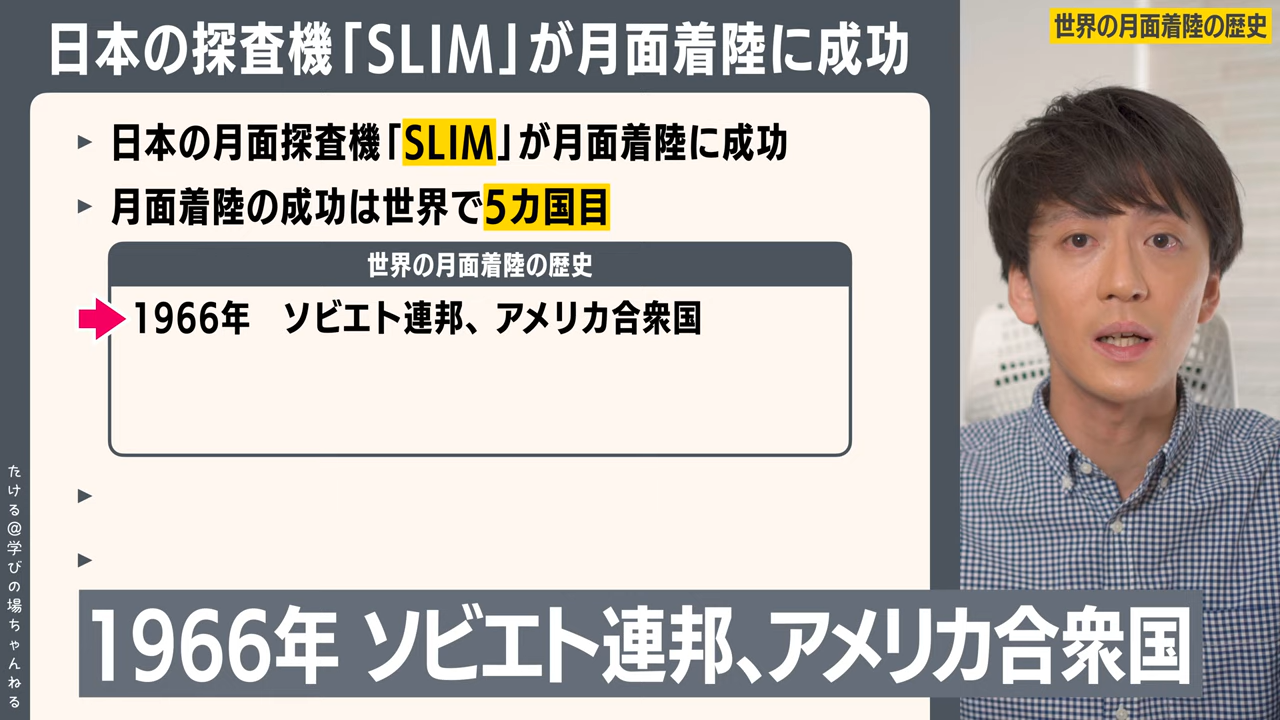 日本の探査機「SLIM」が月面着陸に成功
世界の月面着陸の歴史
日本の月面探査機「SLIM」が月面着陸に成功
月面着陸の成功は世界で5カ国目
世界の月面着陸の歴史
1966年　ソビエト連邦、アメリカ合衆国
たける@学びの場ちゃんねる
1966年 ソビエト連邦、アメリカ合衆国